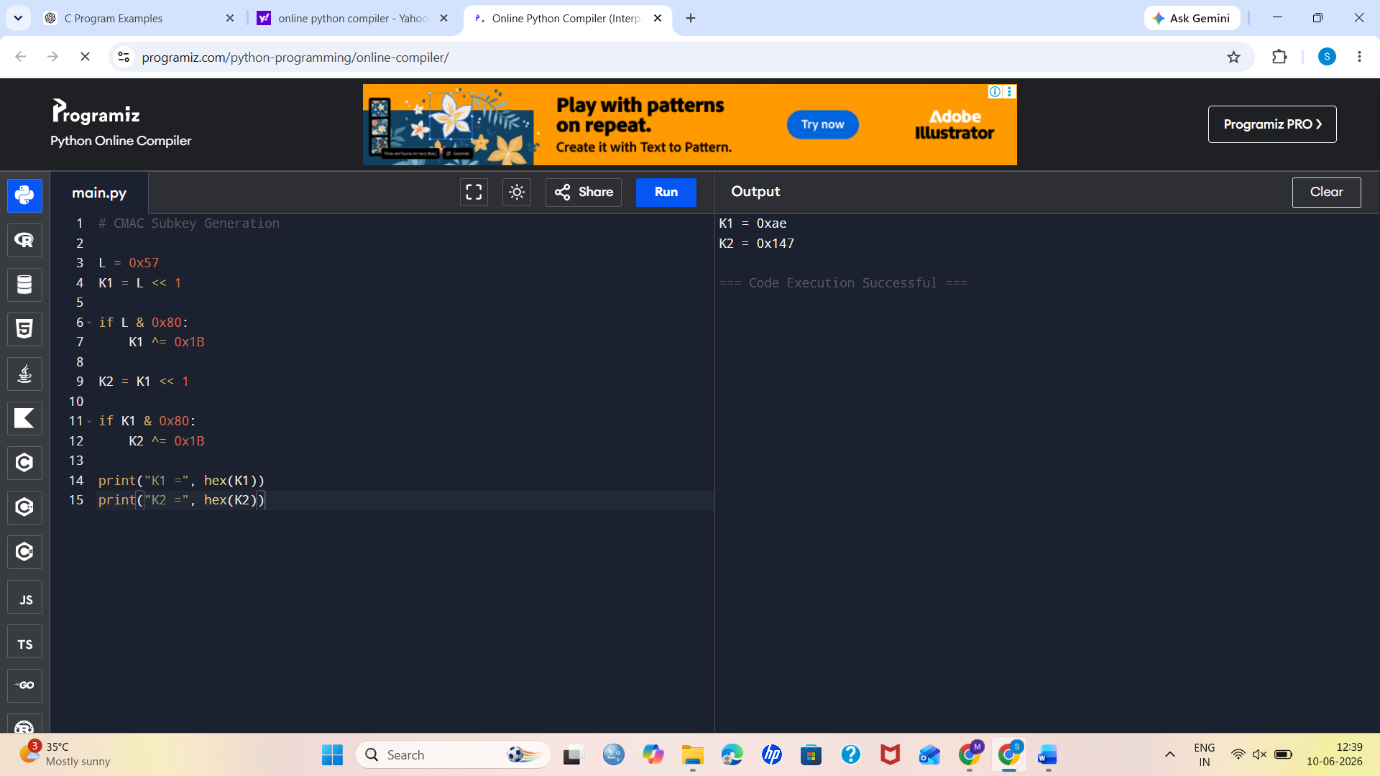 C Program Examples
online python compiler - Yahoo
Online Python Compiler (Interp
Ask Gemini
programiz.com/python-programming/online-compiler/
S
Programiz
Python Online Compiler
Play with patterns
on repeat.
Create it with Text to Pattern.
Try now
Adobe
Illustrator
Programiz PRO >
main.py
Share
Run
Output
Clear
1 # CMAC Subkey Generation
2
3 L = 0x57
4 K1 = L << 1
5
6 if L & 0x80:
7 K1 ^= 0x1B
8
9 K2 = K1 << 1
10
11 if K1 & 0x80:
12 K2 ^= 0x1B
13
14 print("K1 =", hex(K1))
15 print("K2 =", hex(K2))
K1 = 0xae
K2 = 0x147
=== Code Execution Successful ===
JS
TS
GO
3
35°C
Mostly sunny
Search
hp
M
S
ENG
IN
12:39
10-06-2026